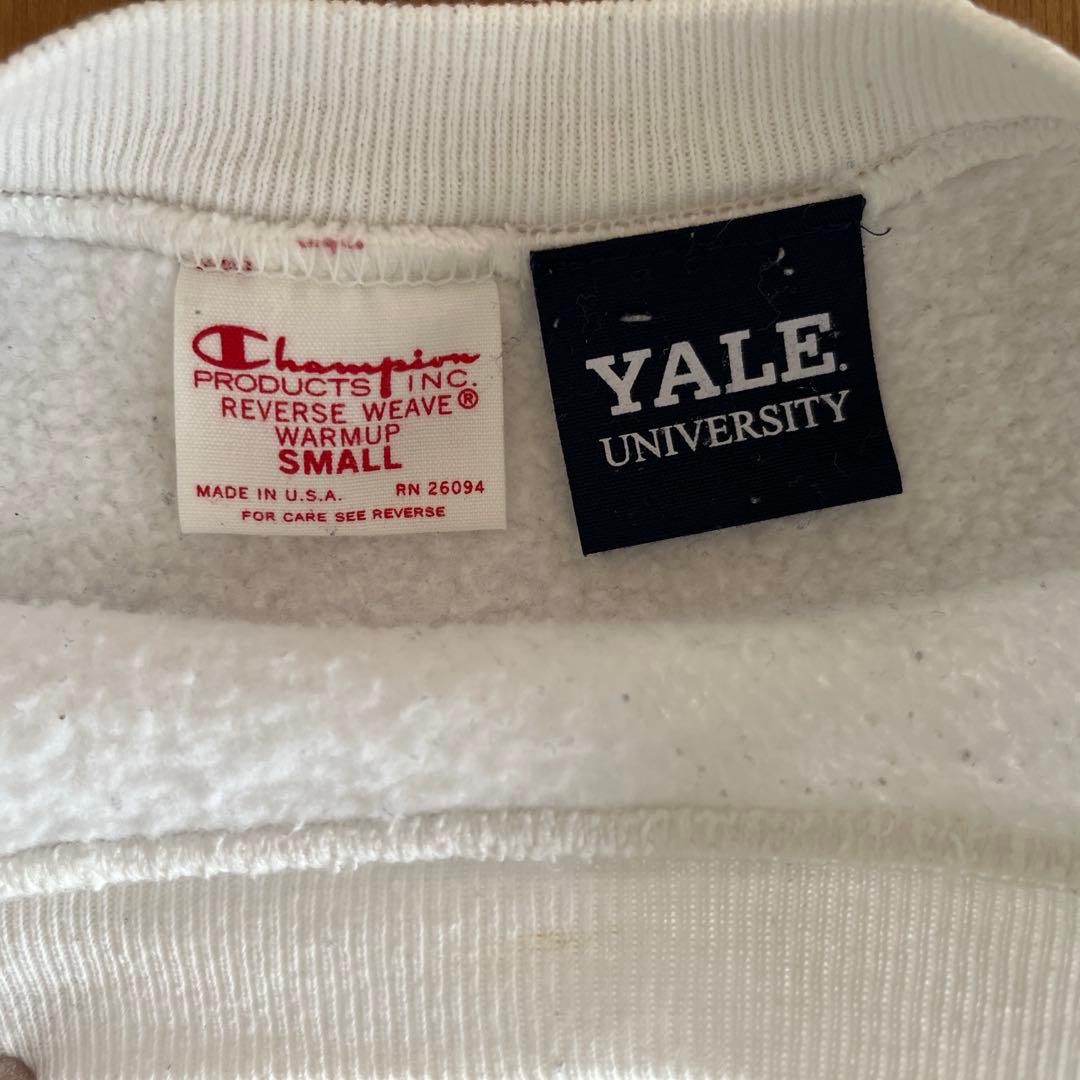 Champion
PRODUCTS INC.
REVERSE WEAVE®
WARMUP
SMALL
MADE IN U.S.A. RN 26094
FOR CARE SEE REVERSE
YALE.
UNIVERSITY